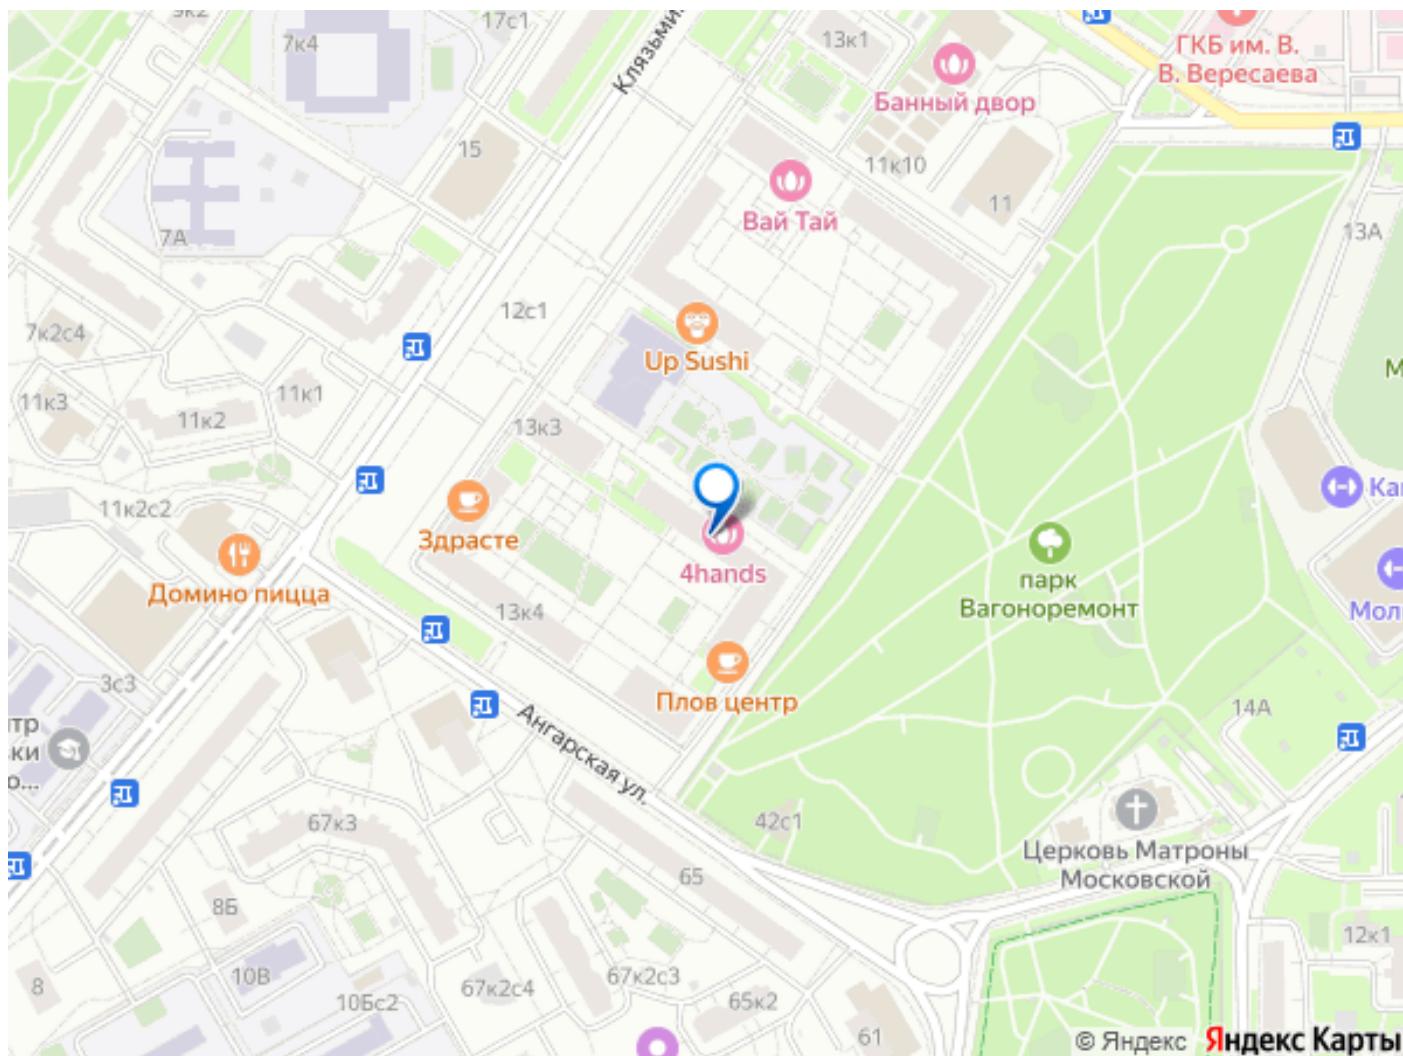 17с1
7к4
Клязьми
13к1
ГКБ им. В.
В. Вересаева
Банный двор
15
11к10
11
Вай Тай
7А
13А
12с1
7к2с4
Up Sushi
11к1
11к3
11к2
13к3
11к2с2
Здрасте
4hands
Домино пицца
парк
Вагоноремонт
13к4
3с3
Плов центр
14А
Ангарская ул.
42с1
67к3
65
Церковь Матроны
Московской
8Б
12к1
10В
8
10Бс2
67к2с4
67к2с3
65к2
61
© Яндекс Яндекс Карты